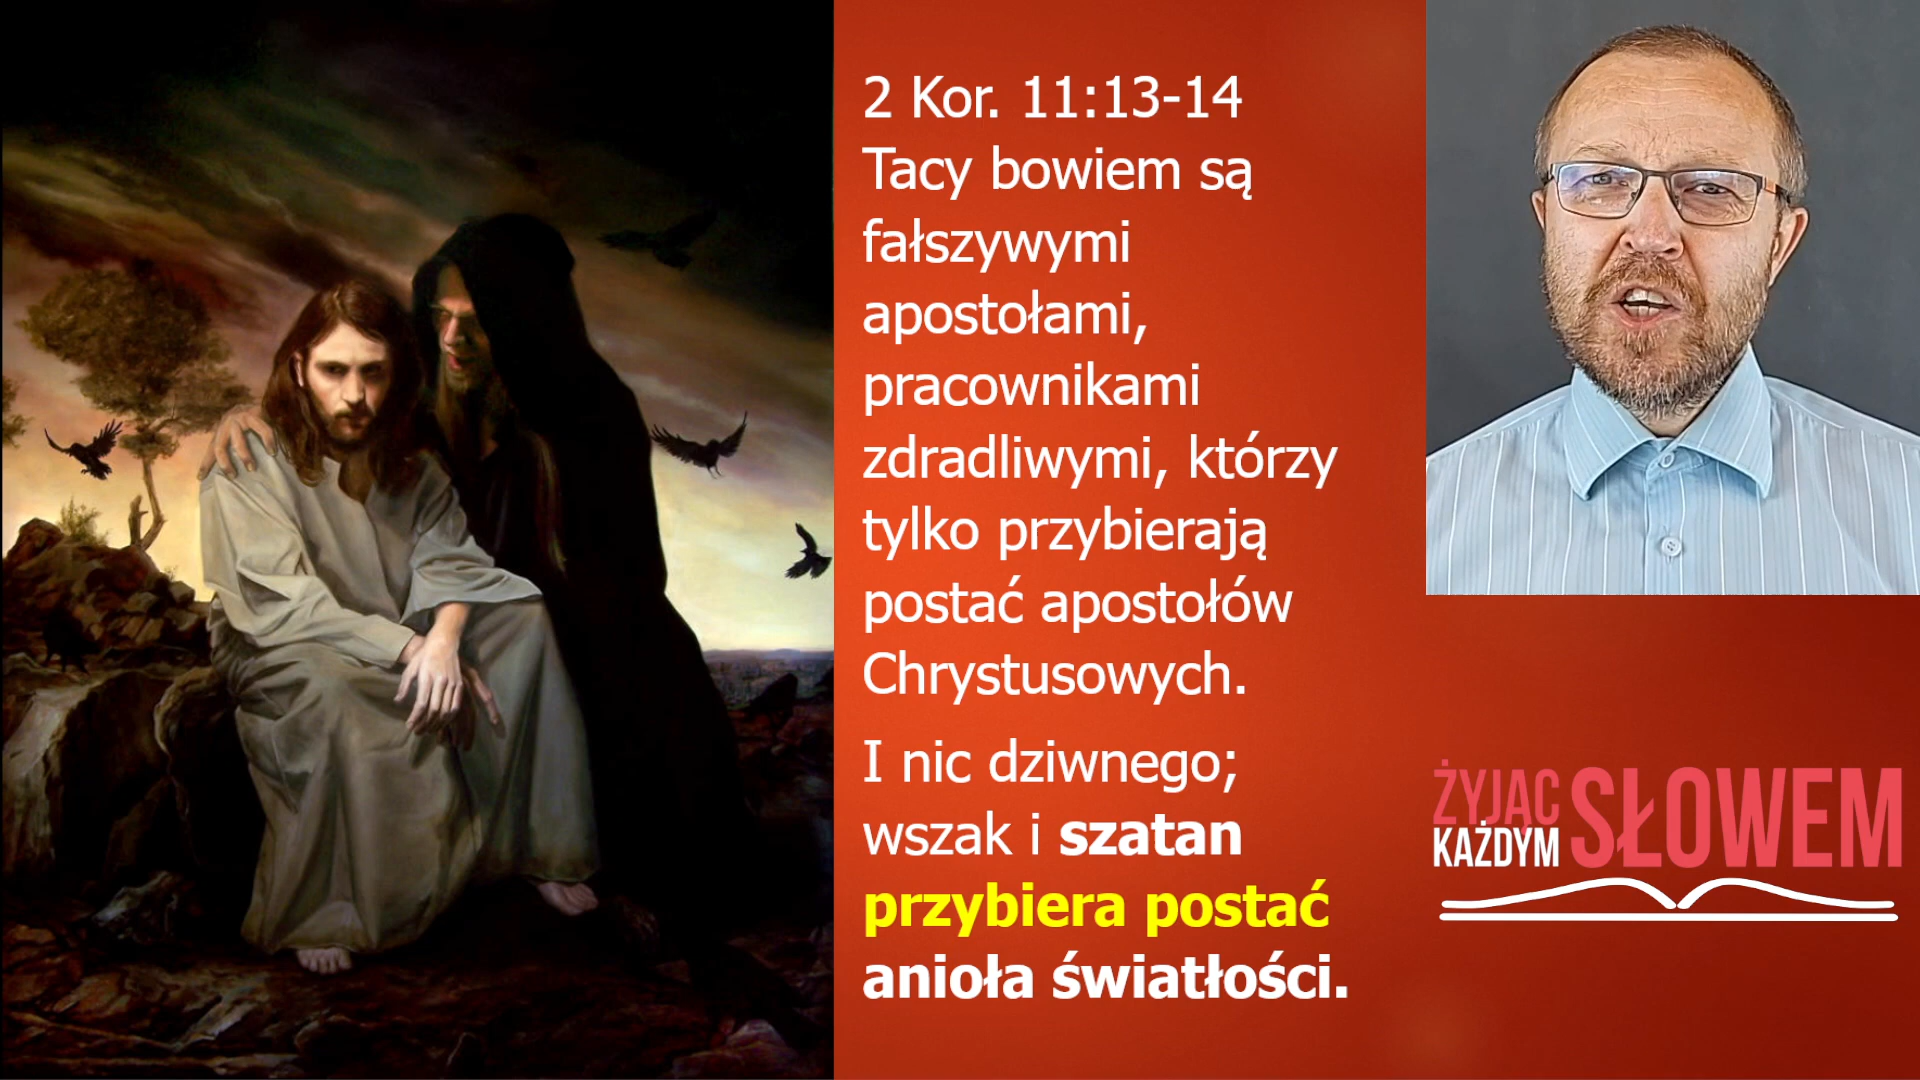 2 Kor. 11:13-14
Tacy bowiem są
fałszywymi
apostołami,
pracownikami
zdradliwymi, którzy
tylko przybierają
postać apostołów
Chrystusowych.
I nic dziwnego;
wszak i szatan
przybiera postać
anioła światłości.
ŻYJĄC
KAŻDYM
SŁOWEM